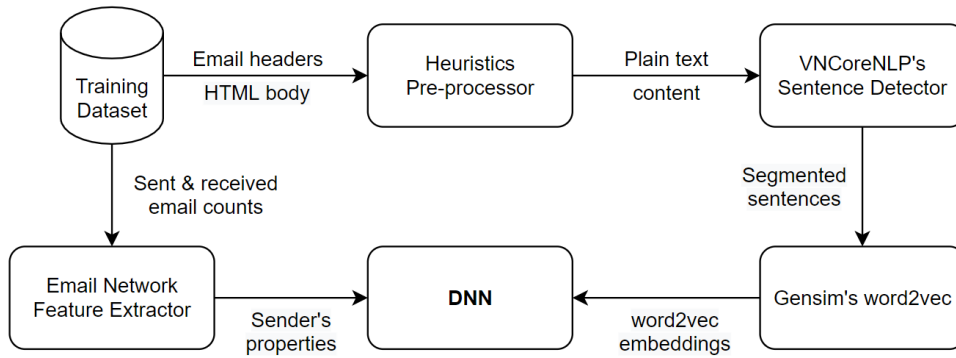 Training
Dataset
Email headers
HTML body
Heuristics
Pre-processor
Plain text
content
VNCoreNLP's
Sentence Detector
Sent & received
email counts
Segmented
sentences
Email Network
Feature Extractor
Sender's
properties
DNN
word2vec
embeddings
Gensim's word2vec